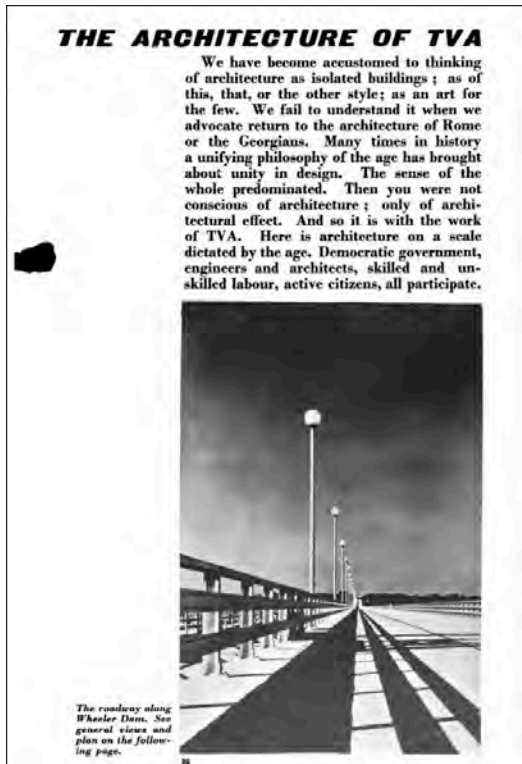 THE ARCHITECTURE OF TVA
We have become accustomed to thinking
of architecture as isolated buildings ; as of
this, that, or the other style; as an art for
the few. We fail to understand it when we
advocate return to the architecture of Rome
or the Georgians. Many times in history
a unifying philosophy of the age has brought
about unity in design. The sense of the
whole predominated. Then you were not
conscious of architecture ; only of archi-
tectural effect. And so it is with the work
of TVA. Here is architecture on a scale
dictated by the age. Democratic government,
engineers and architects, skilled and un-
skilled labour, active citizens, all participate.
The roadway along
Wheeler Dam. See
general views and
plan on the follow-
ing page.